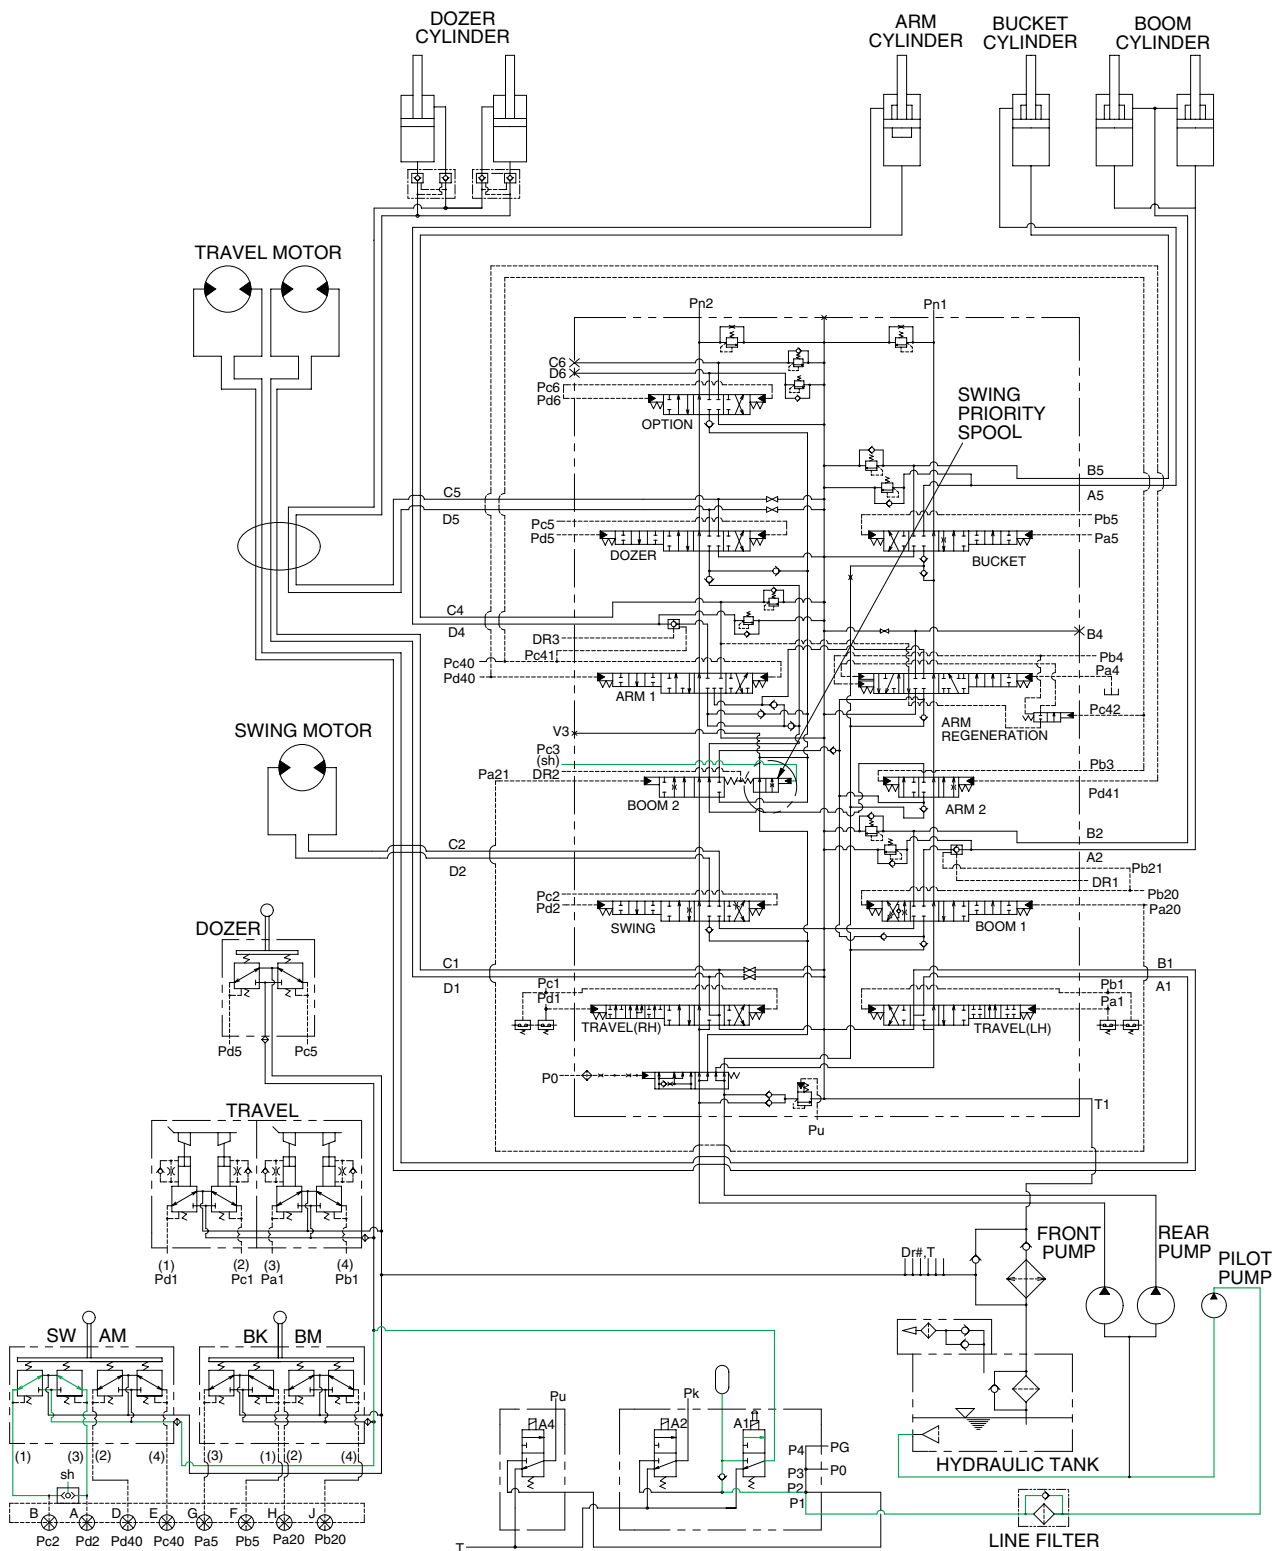 DOZER
CYLINDER
ARM
CYLINDER
BUCKET
CYLINDER
BOOM
CYLINDER
TRAVEL MOTOR
Pn2
Pn1
C6
D6
Pc6
Pd6
OPTION
SWING
PRIORITY
SPOOL
C5
D5
B5
A5
Pc5
Pd5
Pb5
Pa5
DOZER
BUCKET
C4
D4
DR3
Pc41
B4
Pc40
Pd40
Pb4
Pa4
ARM 1
Pc42
ARM
REGENERATION
SWING MOTOR
V3
Pc3
(sh)
DR2
Pa21
Pb3
BOOM 2
ARM 2
Pd41
C2
D2
B2
A2
Pb21
DR1
Pc2
Pd2
Pb20
Pa20
SWING
BOOM 1
DOZER
C1
D1
B1
A1
Pc1
Pd1
Pb1
Pa1
TRAVEL(RH)
TRAVEL(LH)
Pd5
Pc5
P0
Pu
T1
TRAVEL
(1)
Pd1
(2)
Pc1
(3)
Pa1
(4)
Pb1
Dr#,T
FRONT
PUMP
REAR
PUMP
PILOT
PUMP
SW AM
BK BM
(1)
(3)
(2)
(4)
(3)
(1)
(2)
(4)
Pu
A4
Pk
A2
A1
P4
PG
P3
P0
P2
P1
HYDRAULIC TANK
sh
B
A
D
E
G
F
H
J
Pc2
Pd2
Pd40
Pc40
Pa5
Pb5
Pa20
Pb20
LINE FILTER
T